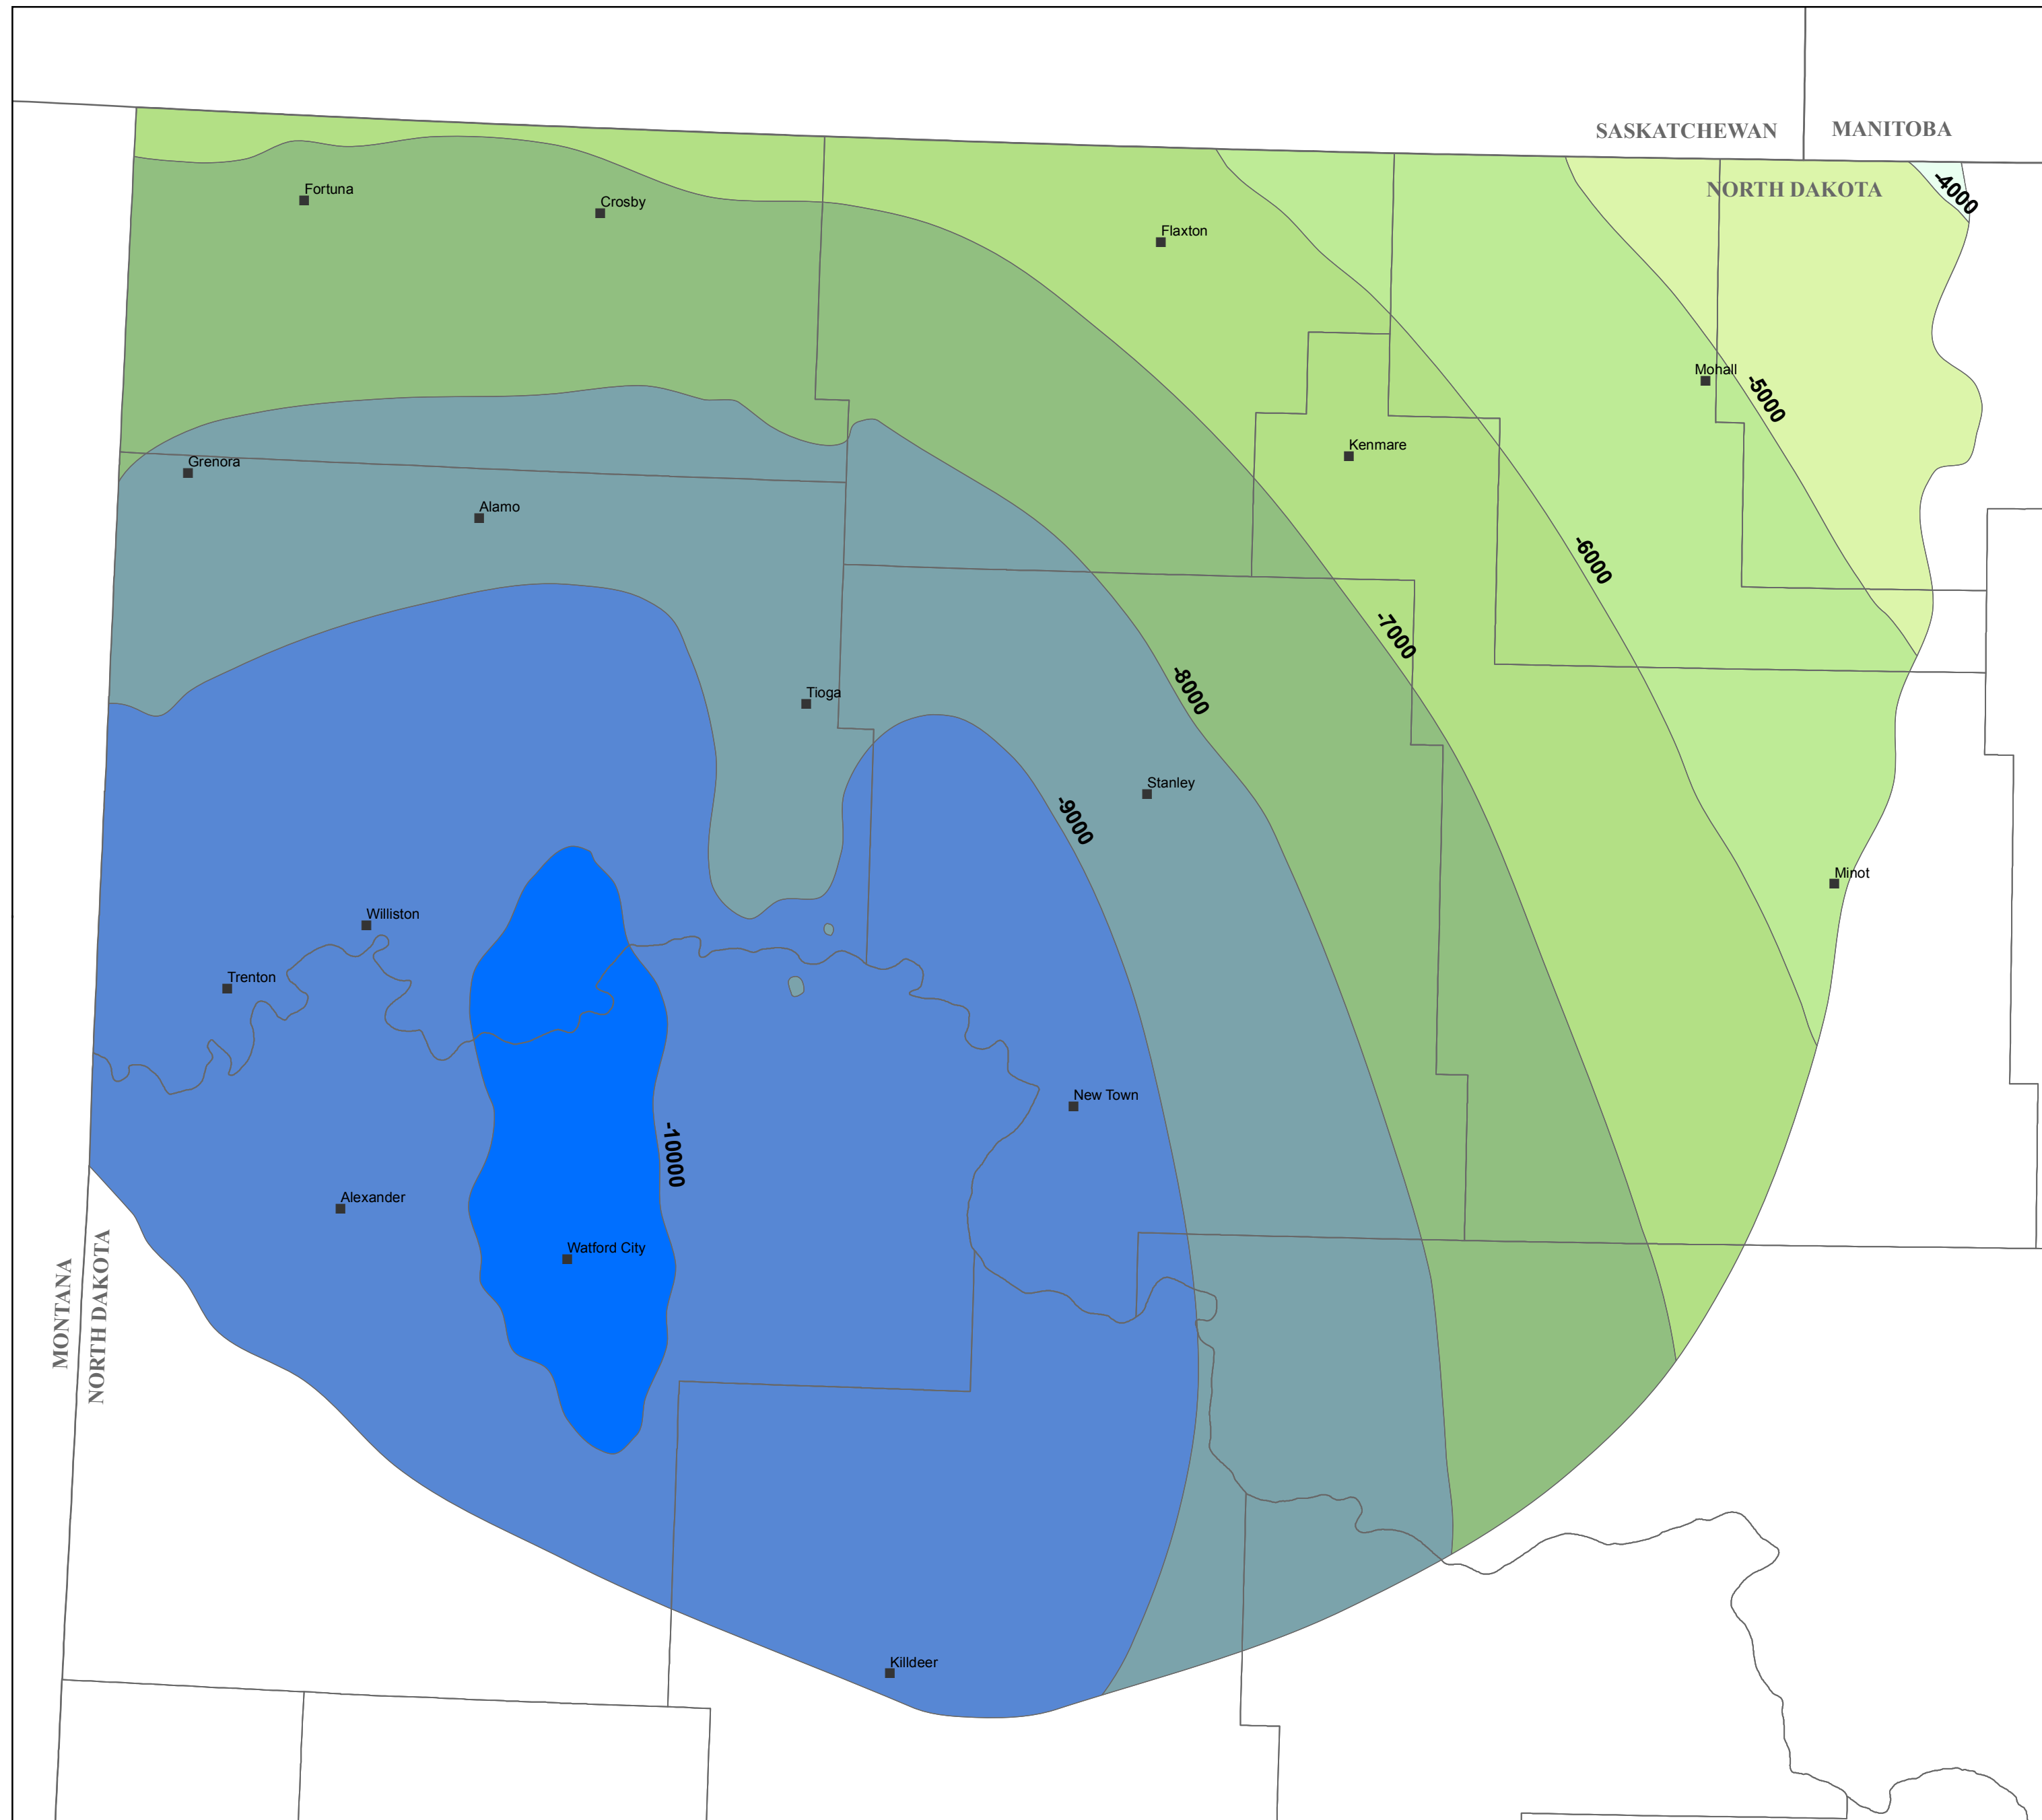 SASKATCHEWAN
MANITOBA
NORTH DAKOTA
-4000
Fortuna
Crosby
Flaxton
Mohall
-5000
Kenmare
Grenora
Alamo
-6000
-7000
-8000
Tioga
Stanley
-9000
Minot
Williston
Trenton
New Town
-10000
Alexander
Watford City
MONTANA
NORTH DAKOTA
Killdeer